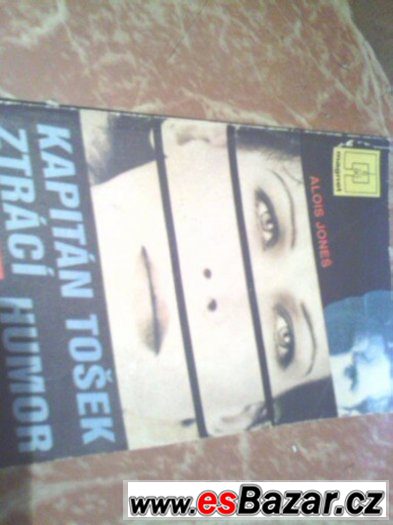 magnet
ALOIS JONEŠ
KAPITÁN TOŠEK
ZTRÁCÍ HUMOR
www.esBazar.cz